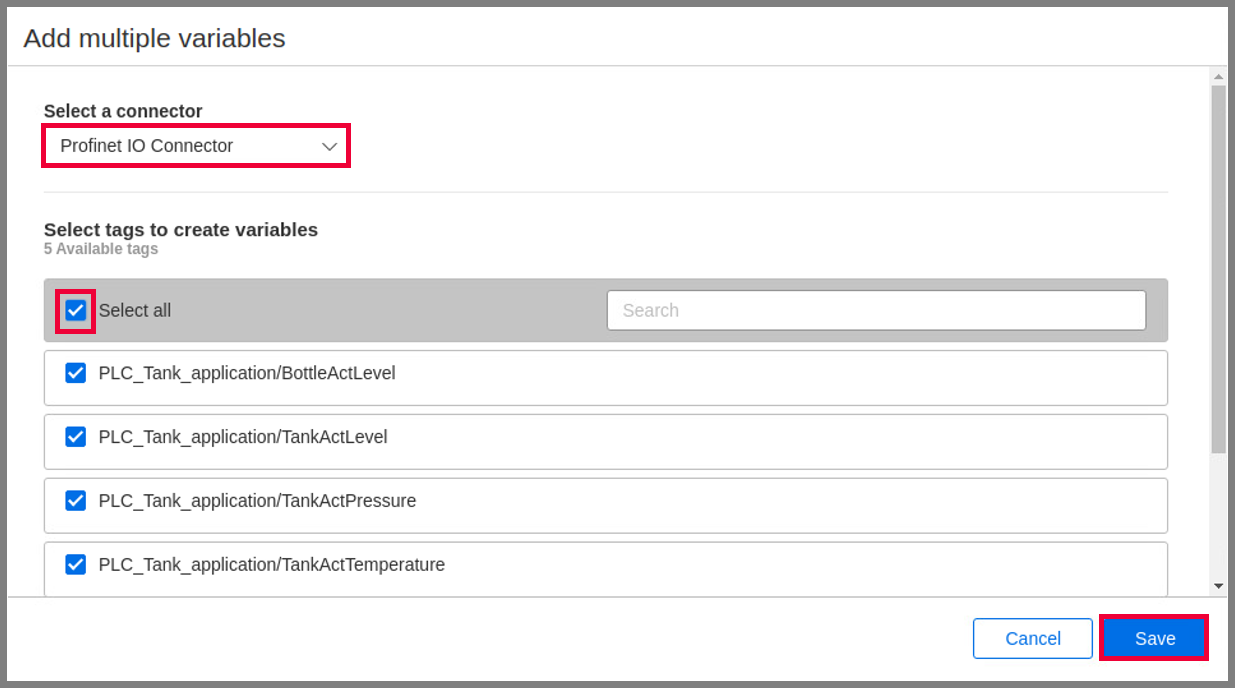 Add multiple variables
Select a connector
Profinet IO Connector
Select tags to create variables
5 Available tags
Select all
Search
PLC_Tank_application/BottleActLevel
PLC_Tank_application/TankActLevel
PLC_Tank_application/TankActPressure
PLC_Tank_application/TankActTemperature
Cancel
Save